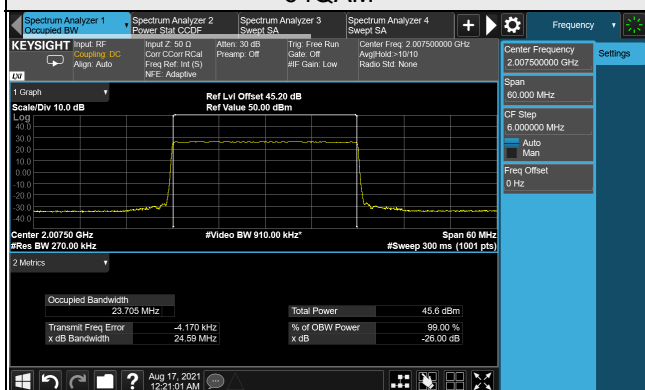 Spectrum Analyzer 1
Occupied BW
Spectrum Analyzer 2
Power Stat CCDF
Spectrum Analyzer 3
Swept SA
Spectrum Analyzer 4
Swept SA
Frequency
KEYSIGHT
Input: RF
Coupling: DC
Align: Auto
Input Z: 50 Ω
Corr CCorr RCal
Freq Ref: Int (S)
NFE: Adaptive
Atten: 30 dB
Preamp: Off
Trig: Free Run
Gate: Off
#IF Gain: Low
Center Freq: 2.007500000 GHz
Avg|Hold:>10/10
Radio Std: None
LXI
1 Graph
Scale/Div 10.0 dB
Ref Lvl Offset 45.20 dB
Ref Value 50.00 dBm
Log
40.0
30.0
20.0
10.0
0.00
-10.0
-20.0
-30.0
-40.0
Center 2.00750 GHz
#Res BW 270.00 kHz
#Video BW 910.00 kHz*
Span 60 MHz
#Sweep 300 ms (1001 pts)
2 Metrics
Occupied Bandwidth
23.705 MHz
Total Power 45.6 dBm
Transmit Freq Error -4.170 kHz
% of OBW Power 99.00 %
x dB Bandwidth 24.59 MHz
x dB -26.00 dB
Center Frequency
2.007500000 GHz
Settings
Span
60.000 MHz
CF Step
6.000000 MHz
Auto
Man
Freq Offset
0 Hz
?
Aug 17, 2021
12:21:01 AM